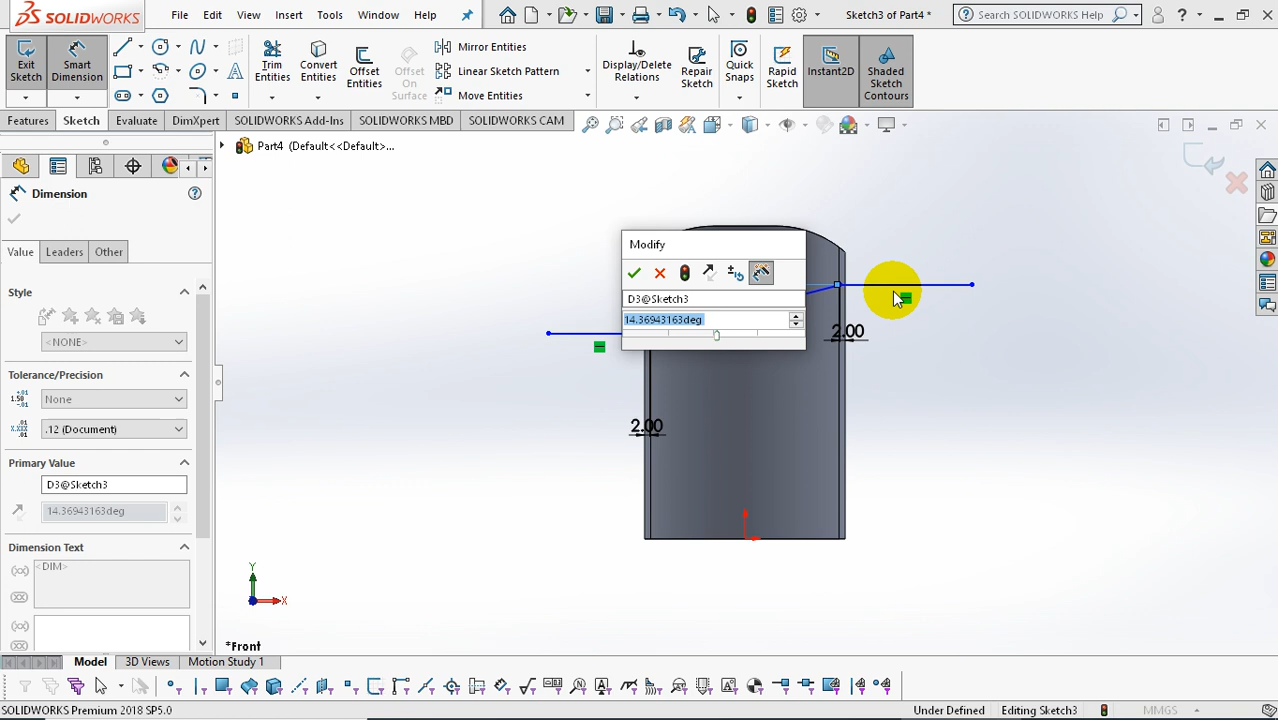 SOLIDWORKS File Edit View Insert Tools Window Help Sketch3 of Part4 * Search SOLIDWORKS Help
Exit Sketch Smart Dimension Trim Entities Convert Entities Offset Entities Offset On Surface Mirror Entities Display/Delete Relations Repair Sketch Quick Snaps Rapid Sketch Instant2D Shaded Sketch Contours
Linear Sketch Pattern
Move Entities
Features Sketch Evaluate DimXpert SOLIDWORKS Add-Ins SOLIDWORKS MBD SOLIDWORKS CAM
Part4 (Default<<Default>...
Dimension
Value Leaders Other
Style
<NONE>
Tolerance/Precision
None
.12 (Document)
Primary Value
D3@Sketch3
14.36943163deg
Dimension Text
<DIM>
Modify
D3@Sketch3
14.36943163deg
2.00
2.00
Y
X
*Front
Model 3D Views Motion Study 1
SOLIDWORKS Premium 2018 SP5.0 Under Defined Editing Sketch3 MMGS